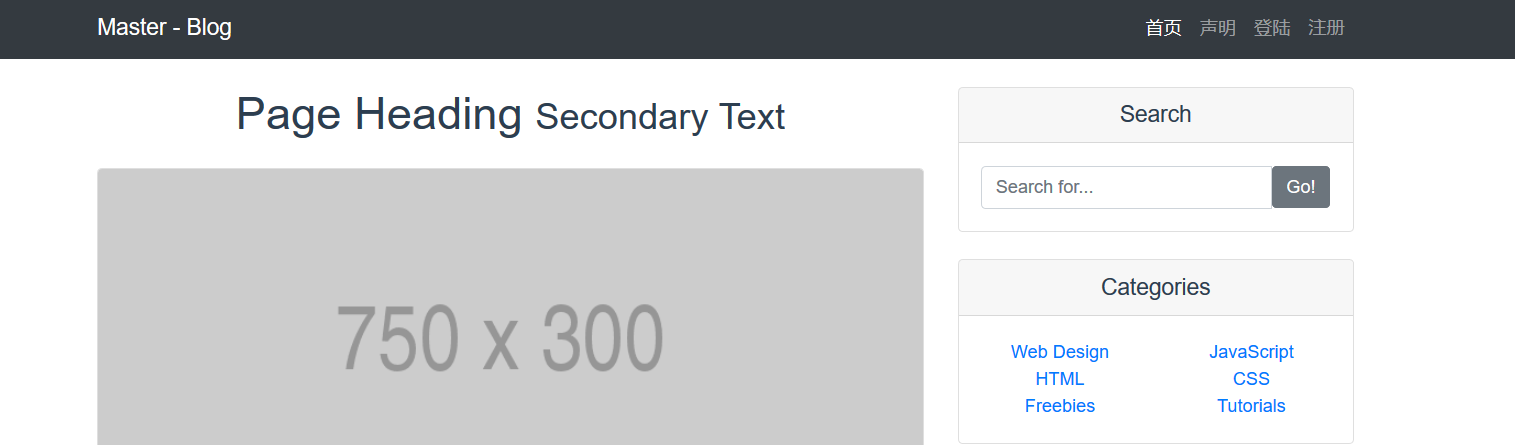 Master - Blog
首页 声明 登陆 注册
Page Heading Secondary Text
750 x 300
Search
Search for...
Go!
Categories
Web Design
HTML
Freebies
JavaScript
CSS
Tutorials